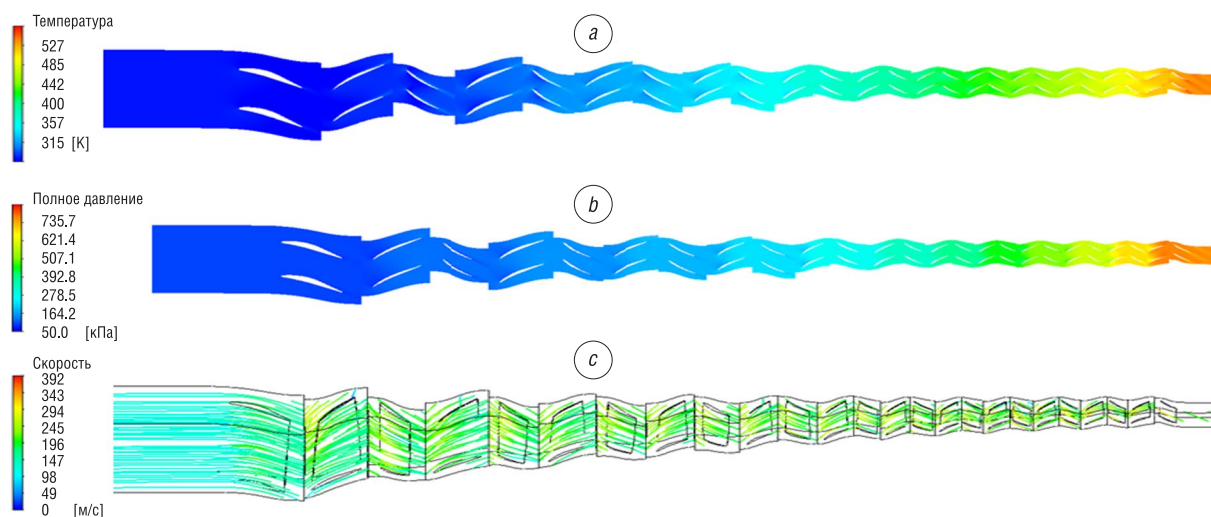 Температура
a
527
485
442
400
357
315 [K]
Полное давление
b
735.7
621.4
507.1
392.8
278.5
164.2
50.0 [кПа]
Скорость
c
392
343
294
245
196
147
98
49
0 [м/с]